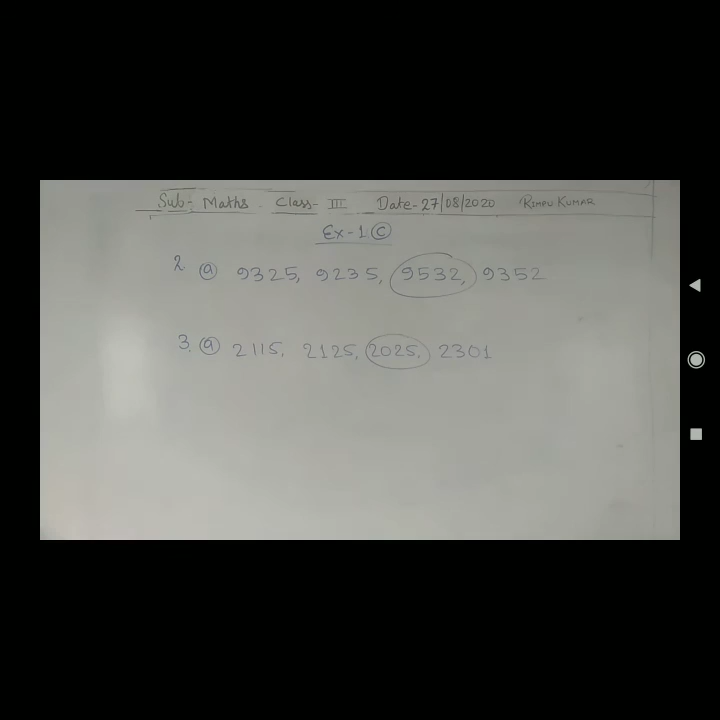 Sub:- Maths. Class- III Date- 27/08/2020 RIMPU KUMAR
Ex-1 C
2 a 9325, 9235, 9532, 9352
3. a 2115, 2125, 2025, 2301